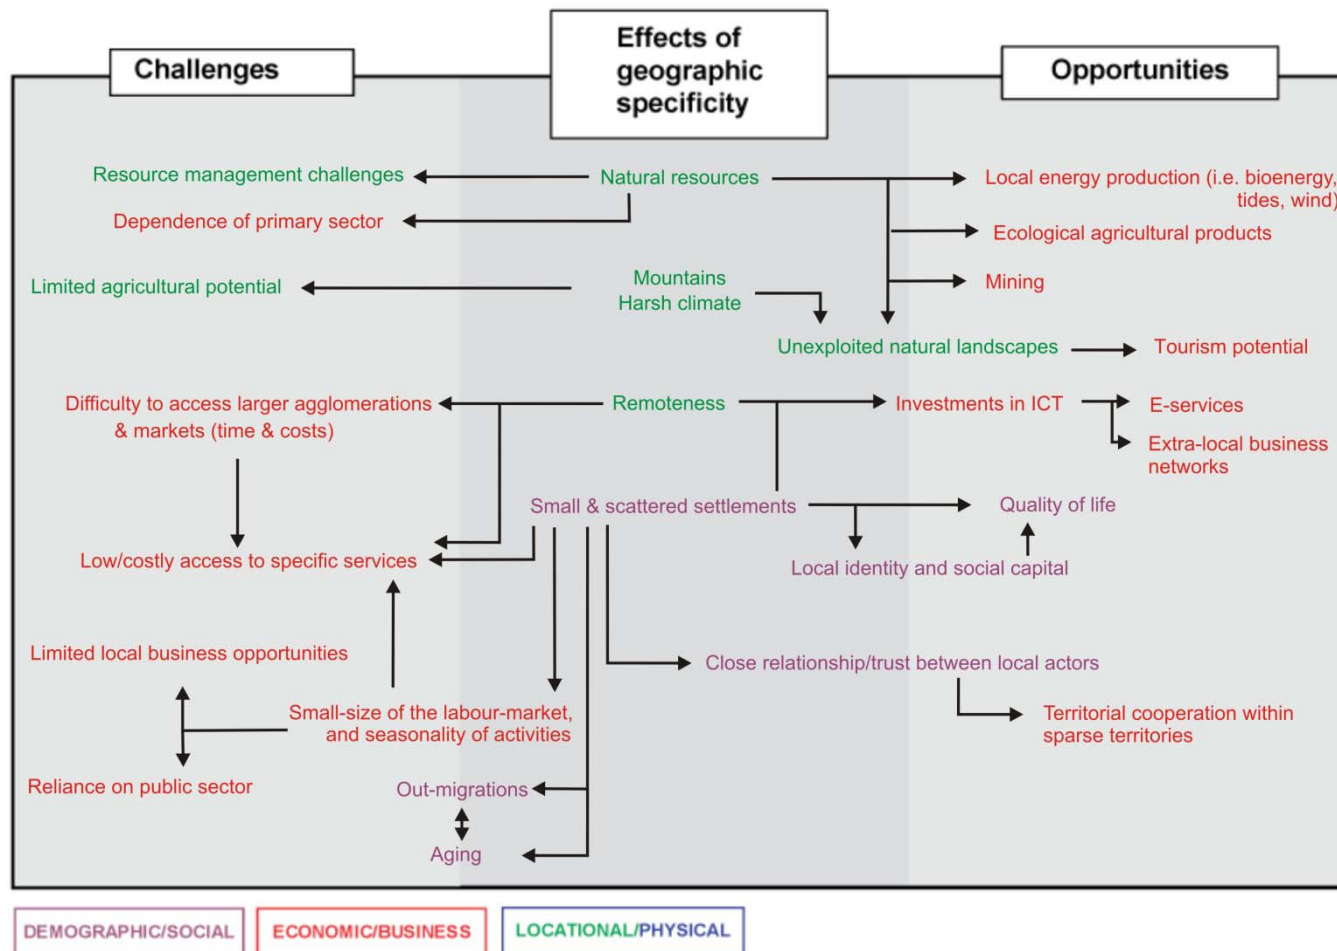 Challenges
Effects of
geographic
specificity
Opportunities
Resource management challenges
Natural resources
Local energy production (i.e. bioenergy,
tides, wind)
Dependence of primary sector
Ecological agricultural products
Limited agricultural potential
Mountains
Harsh climate
Mining
Unexploited natural landscapes
Tourism potential
Difficulty to access larger agglomerations
& markets (time & costs)
Remoteness
Investments in ICT
E-services
Extra-local business
networks
Small & scattered settlements
Quality of life
Low/costly access to specific services
Local identity and social capital
Limited local business opportunities
Close relationship/trust between local actors
Small-size of the labour-market,
and seasonality of activities
Territorial cooperation within
sparse territories
Reliance on public sector
Out-migrations
Aging
DEMOGRAPHIC/SOCIAL
ECONOMIC/BUSINESS
LOCATIONAL/PHYSICAL